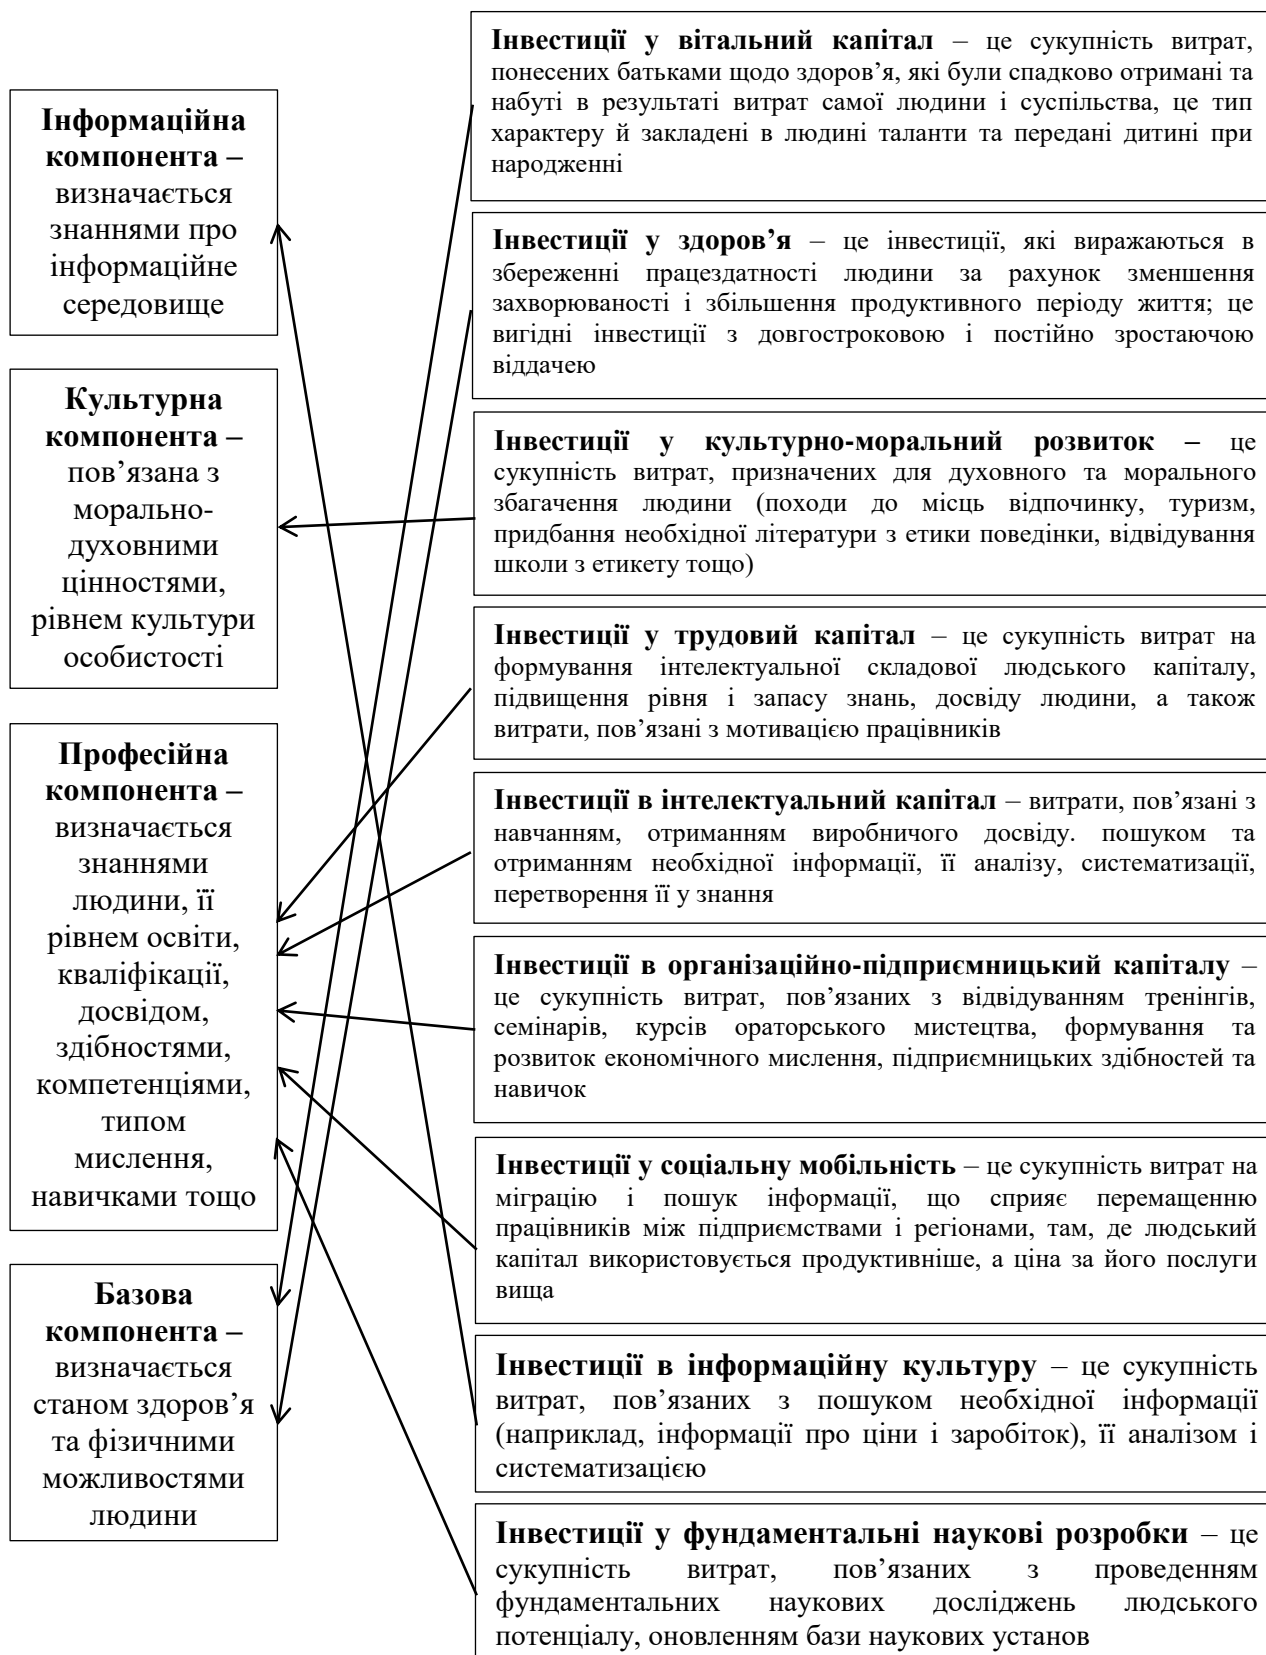 Інформаційна
компонента –
визначається
знаннями про
інформаційне
середовище
Культурна
компонента –
пов’язана з
морально-
духовними
цінностями,
рівнем культури
особистості
Професійна
компонента –
визначається
знаннями
людини, її
рівнем освіти,
кваліфікації,
досвідом,
здібностями,
компетенціями,
типом
мислення,
навичками тощо
Базова
компонента –
визначається
станом здоров’я
та фізичними
можливостями
людини
Інвестиції у вітальний капітал – це сукупність витрат,
понесених батьками щодо здоров’я, які були спадково отримані та
набуті в результаті витрат самої людини і суспільства, це тип
характеру й закладені в людині таланти та передані дитині при
народженні
Інвестиції у здоров’я – це інвестиції, які виражаються в
збереженні працездатності людини за рахунок зменшення
захворюваності і збільшення продуктивного періоду життя; це
вигідні інвестиції з довгостроковою і постійно зростаючою
віддачею
Інвестиції у культурно-моральний розвиток – це
сукупність витрат, призначених для духовного та морального
збагачення людини (походи до місць відпочинку, туризм,
придбання необхідної літератури з етики поведінки, відвідування
школи з етикету тощо)
Інвестиції у трудовий капітал – це сукупність витрат на
формування інтелектуальної складової людського капіталу,
підвищення рівня і запасу знань, досвіду людини, а також
витрати, пов’язані з мотивацією працівників
Інвестиції в інтелектуальний капітал – витрати, пов’язані з
навчанням, отриманням виробничого досвіду. пошуком та
отриманням необхідної інформації, її аналізу, систематизації,
перетворення її у знання
Інвестиції в організаційно-підприємницький капіталу –
це сукупність витрат, пов’язаних з відвідуванням тренінгів,
семінарів, курсів ораторського мистецтва, формування та
розвиток економічного мислення, підприємницьких здібностей та
навичок
Інвестиції у соціальну мобільність – це сукупність витрат на
міграцію і пошук інформації, що сприяє перемащенню
працівників між підприємствами і регіонами, там, де людський
капітал використовується продуктивніше, а ціна за його послуги
вища
Інвестиції в інформаційну культуру – це сукупність
витрат, пов’язаних з пошуком необхідної інформації
(наприклад, інформації про ціни і заробіток), її аналізом і
систематизацією
Інвестиції у фундаментальні наукові розробки – це
сукупність витрат, пов’язаних з проведенням
фундаментальних наукових досліджень людського
потенціалу, оновленням бази наукових установ